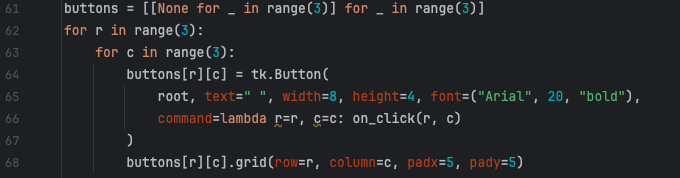 61 buttons = [[None for _ in range(3)] for _ in range(3)]
62 for r in range(3):
63     for c in range(3):
64         buttons[r][c] = tk.Button(
65             root, text=" ", width=8, height=4, font=("Arial", 20, "bold"),
66             command=lambda r=r, c=c: on_click(r, c)
67         )
68         buttons[r][c].grid(row=r, column=c, padx=5, pady=5)